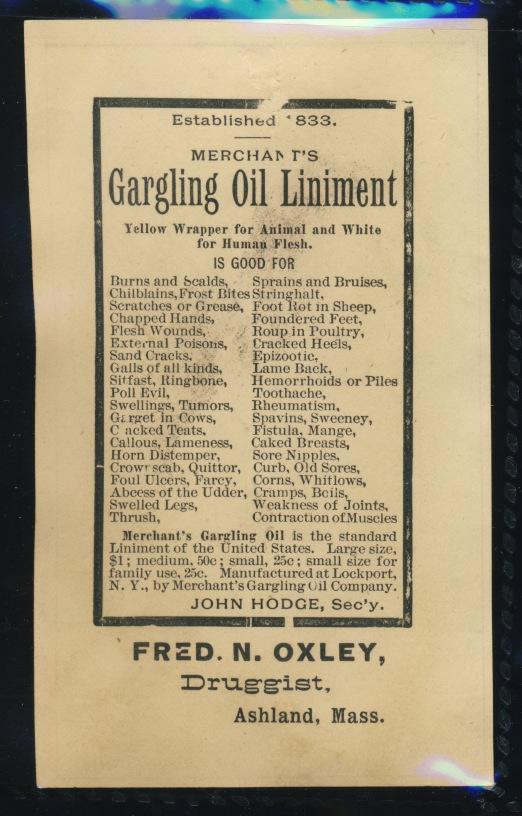 Established 1833.
MERCHANT'S
Gargling Oil Liniment
Yellow Wrapper for Animal and White
for Human Flesh.
IS GOOD FOR
Burns and Scalds,
Chilblains, Frost Bites
Scratches or Grease,
Chapped Hands,
Flesh Wounds,
External Poisons,
Sand Cracks,
Galls of all kinds,
Sitfast, Ringbone,
Poll Evil,
Swellings, Tumors,
Garget in Cows,
Cracked Teats,
Callous, Lameness,
Horn Distemper,
Crownscab, Quittor,
Foul Ulcers, Farcy,
Abcess of the Udder,
Swelled Legs,
Thrush,
Sprains and Bruises,
Stringhalt,
Foot Rot in Sheep,
Foundered Feet,
Roup in Poultry,
Cracked Heels,
Epizootic,
Lame Back,
Hemorrhoids or Piles
Toothache,
Rheumatism,
Spavins, Sweeney,
Fistula, Mange,
Caked Breasts,
Sore Nipples,
Curb, Old Sores,
Corns, Whitlows,
Cramps, Boils,
Weakness of Joints,
Contraction of Muscles
Merchant's Gargling Oil is the standard
Liniment of the United States. Large size,
$1; medium, 50c; small, 25c; small size for
family use, 25c. Manufactured at Lockport,
N. Y., by Merchant's Gargling Oil Company.
JOHN HODGE, Sec'y.
FRED. N. OXLEY,
Druggist,
Ashland, Mass.